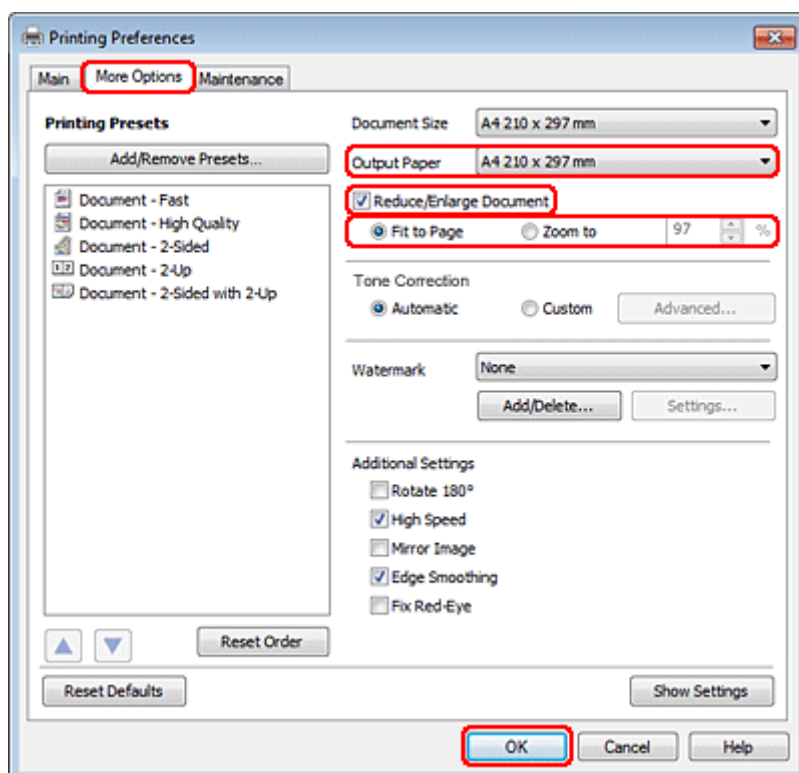 Printing Preferences
Main More Options Maintenance
Printing Presets
Add/Remove Presets...
Document - Fast
Document - High Quality
Document - 2-Sided
Document - 2-Up
Document - 2-Sided with 2-Up
Reset Order
Document Size A4 210 x 297 mm
Output Paper A4 210 x 297 mm
Reduce/Enlarge Document
Fit to Page Zoom to 97 %
Tone Correction
Automatic Custom Advanced...
Watermark None
Add/Delete... Settings...
Additional Settings
Rotate 180°
High Speed
Mirror Image
Edge Smoothing
Fix Red-Eye
Reset Defaults Show Settings
OK Cancel Help